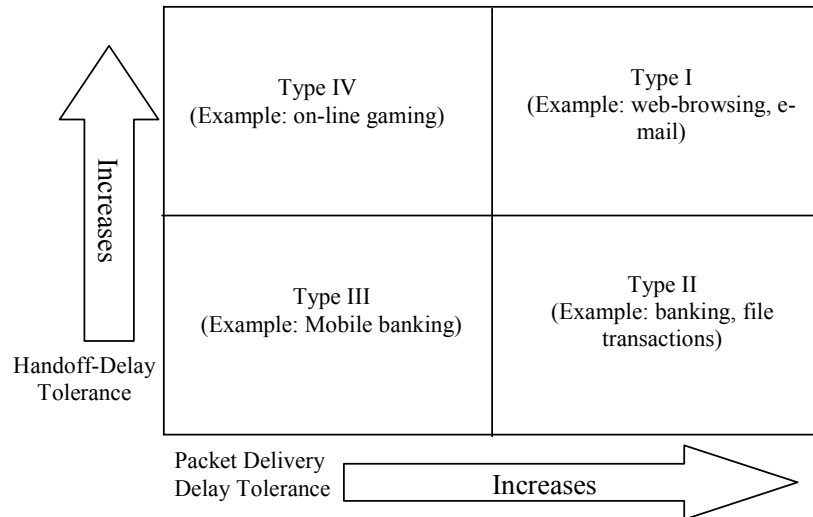 Type IV
(Example: on-line gaming)
Type I
(Example: web-browsing, e-
mail)
Increases
Type III
(Example: Mobile banking)
Type II
(Example: banking, file
transactions)
Handoff-Delay
Tolerance
Packet Delivery
Delay Tolerance
Increases